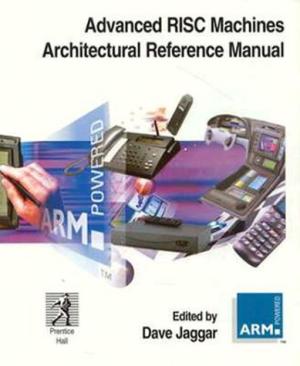 Advanced RISC Machines
Architectural Reference Manual
ARM POWERED
TM
Prentice
Hall
Edited by
Dave Jaggar
ARM POWERED